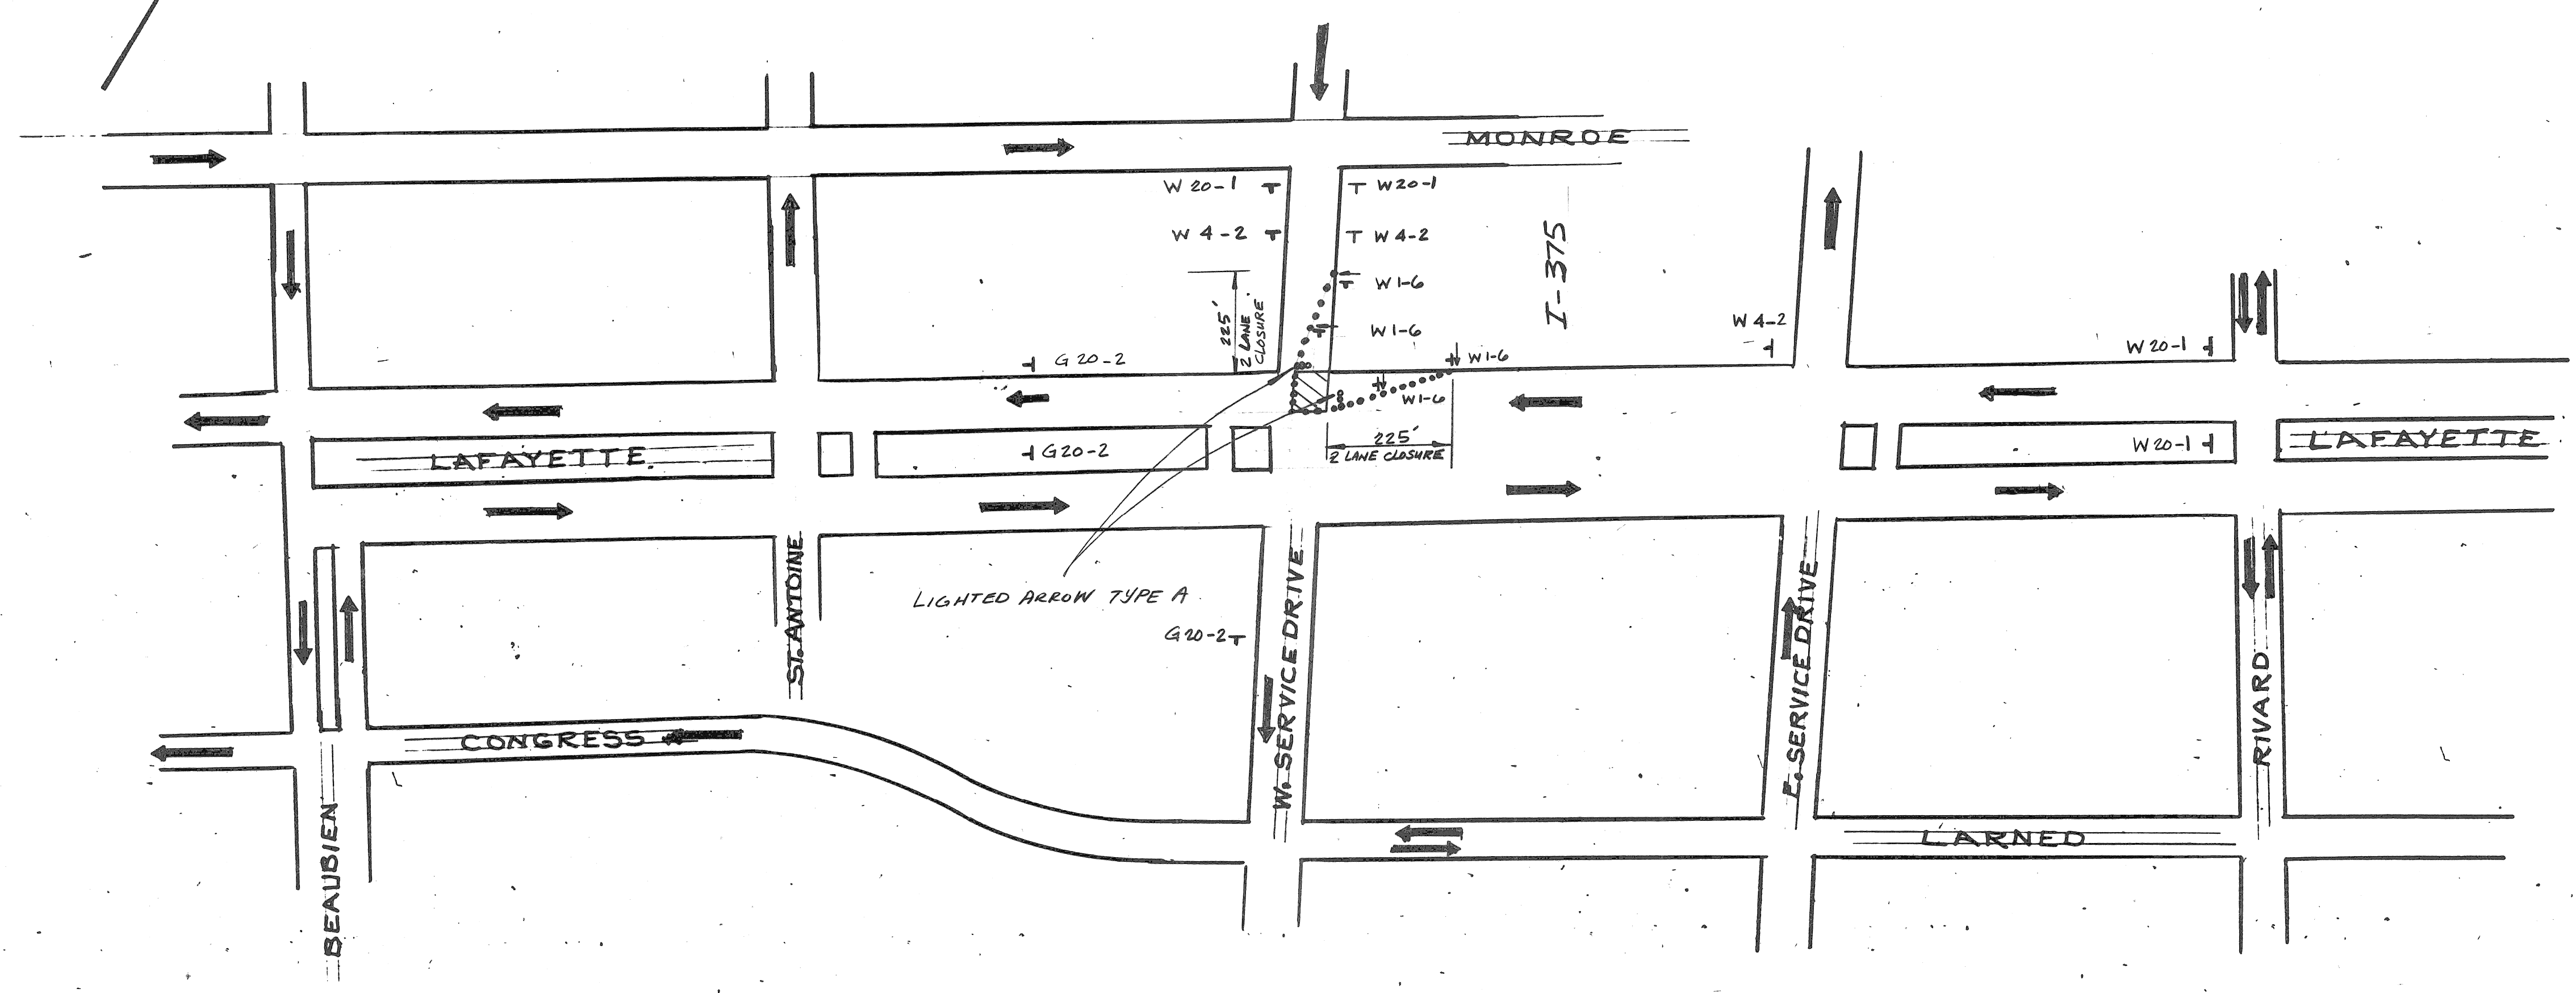 MONROE
W 20-1
W 20-1
W 4-2
W 4-2
I-375
W1-6
225'
2 LANE
CLOSURE
W1-6
W 4-2
W 20-1
G 20-2
W1-6
W1-6
225'
2 LANE CLOSURE
LAFAYETTE
G 20-2
W 20-1
LAFAYETTE
ST. ANTOINE
LIGHTED ARROW TYPE A
G 20-2
W. SERVICE DRIVE
E. SERVICE DRIVE
RIVARD
CONGRESS
BEAUBIEN
LARNED